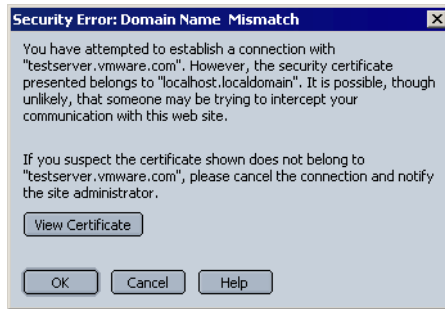 Security Error: Domain Name Mismatch
You have attempted to establish a connection with
"testserver.vmware.com". However, the security certificate
presented belongs to "localhost.localdomain". It is possible, though
unlikely, that someone may be trying to intercept your
communication with this web site.
If you suspect the certificate shown does not belong to
"testserver.vmware.com", please cancel the connection and notify
the site administrator.
View Certificate
OK Cancel Help